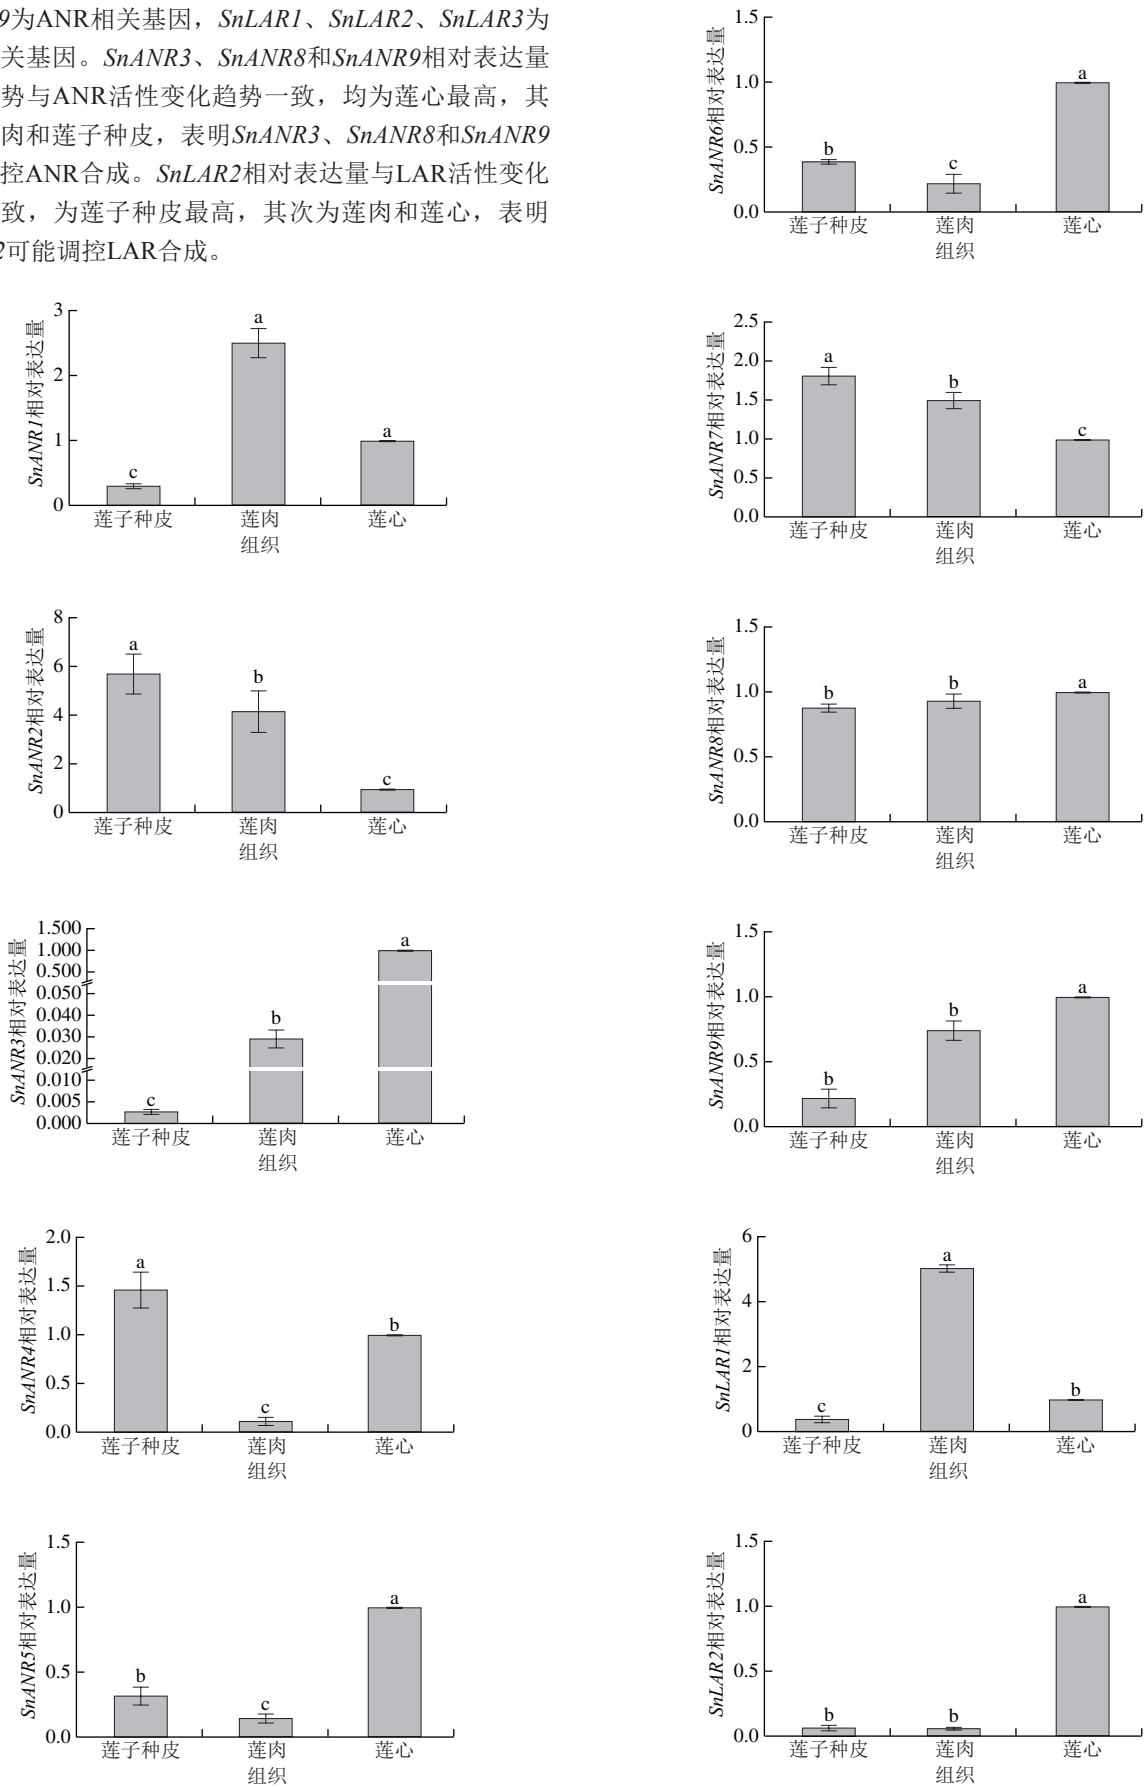 9为ANR相关基因，SnLAR1、SnLAR2、SnLAR3为
关基因。SnANR3、SnANR8和SnANR9相对表达量
势与ANR活性变化趋势一致，均为莲心最高，其
肉和莲子种皮，表明SnANR3、SnANR8和SnANR9
控ANR合成。SnLAR2相对表达量与LAR活性变化
致，为莲子种皮最高，其次为莲肉和莲心，表明
2可能调控LAR合成。
SnANR1相对表达量
3
2
1
0
c
a
a
莲子种皮
莲肉
莲心
组织
SnANR2相对表达量
8
6
4
2
0
a
b
c
莲子种皮
莲肉
莲心
组织
SnANR3相对表达量
1.500
1.000
0.500
0.050
0.030
0.020
0.010
0.005
0.000
c
b
a
莲子种皮
莲肉
莲心
组织
SnANR4相对表达量
2.0
1.5
1.0
0.5
0.0
a
c
b
莲子种皮
莲肉
莲心
组织
SnANR5相对表达量
1.5
1.0
0.5
0.0
b
c
a
莲子种皮
莲肉
莲心
组织
SnANR6相对表达量
1.5
1.0
0.5
0.0
b
c
a
莲子种皮
莲肉
莲心
组织
SnANR7相对表达量
2.5
2.0
1.5
1.0
0.5
0.0
a
b
c
莲子种皮
莲肉
莲心
组织
SnANR8相对表达量
1.5
1.0
0.5
0.0
b
b
a
莲子种皮
莲肉
莲心
组织
SnANR9相对表达量
1.5
1.0
0.5
0.0
b
b
a
莲子种皮
莲肉
莲心
组织
SnLAR1相对表达量
6
4
2
0
c
a
b
莲子种皮
莲肉
莲心
组织
SnLAR2相对表达量
1.5
1.0
0.5
0.0
b
b
a
莲子种皮
莲肉
莲心
组织